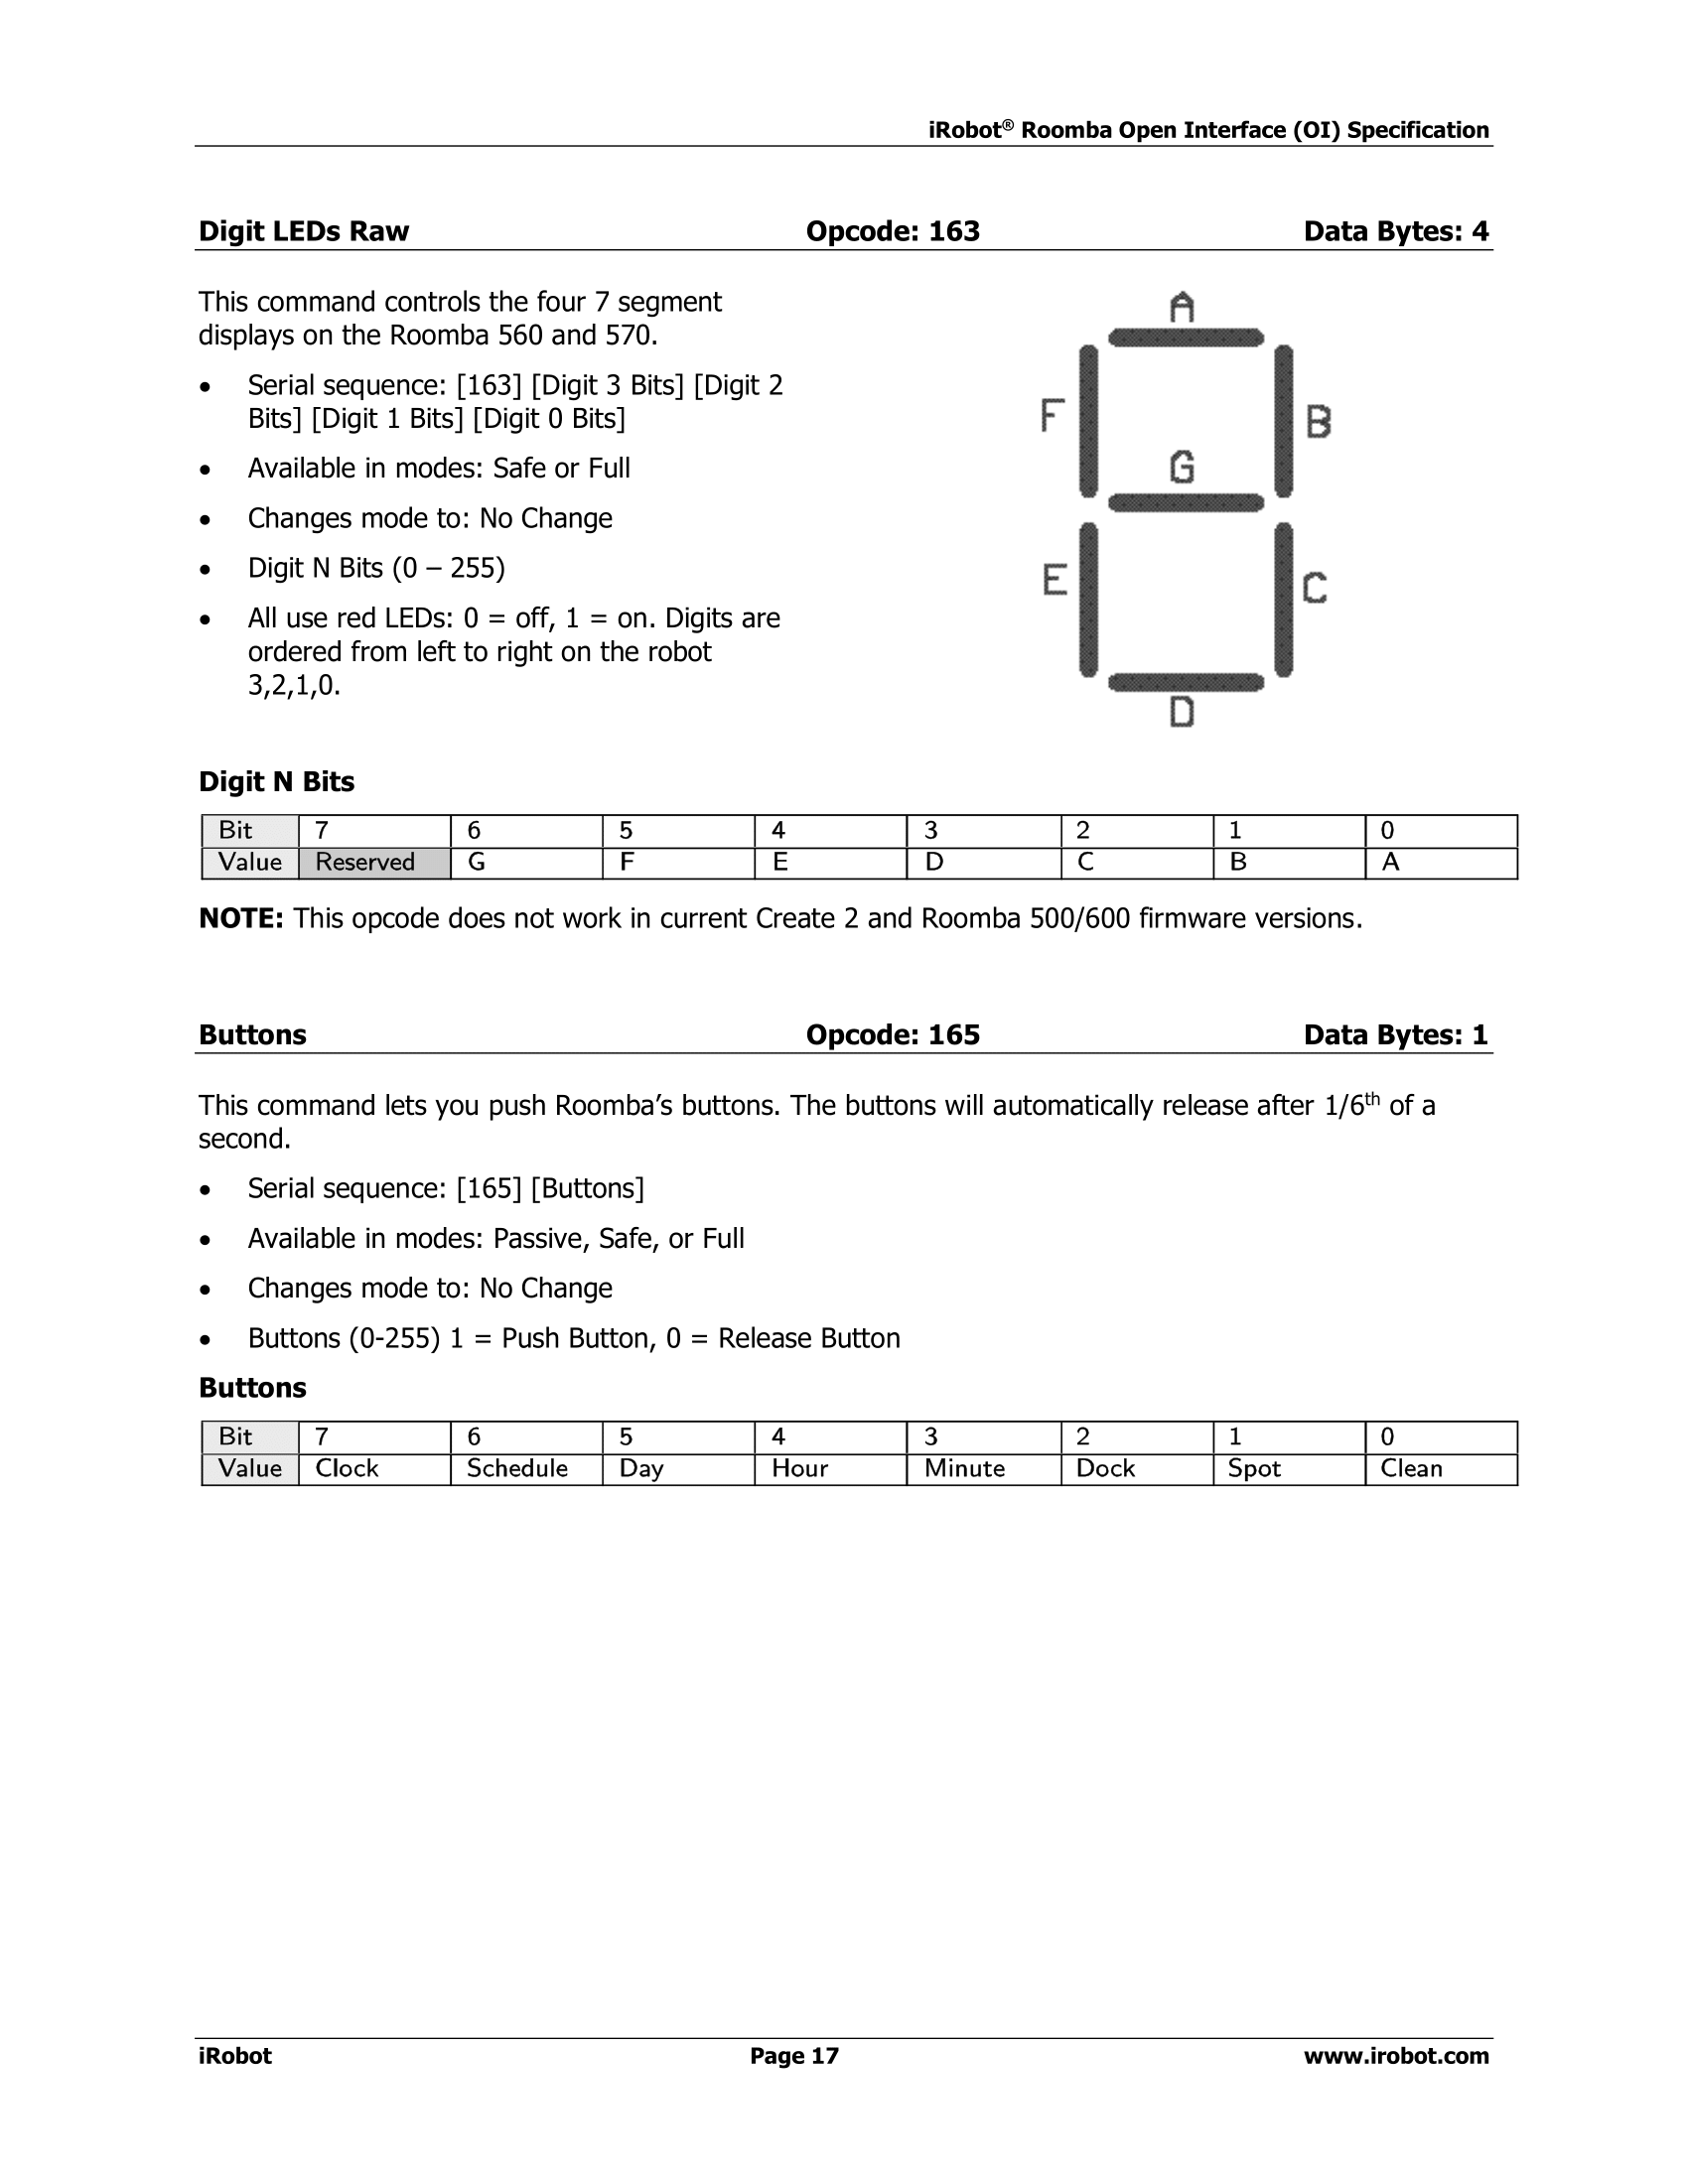 iRobot® Roomba Open Interface (OI) Specification
Digit LEDs Raw Opcode: 163 Data Bytes: 4
This command controls the four 7 segment
displays on the Roomba 560 and 570.
• Serial sequence: [163] [Digit 3 Bits] [Digit 2
Bits] [Digit 1 Bits] [Digit 0 Bits]
• Available in modes: Safe or Full
• Changes mode to: No Change
• Digit N Bits (0 – 255)
• All use red LEDs: 0 = off, 1 = on. Digits are
ordered from left to right on the robot
3,2,1,0.
A
F
B
G
E
C
D
Digit N Bits
Bit 7 6 5 4 3 2 1 0
Value Reserved G F E D C B A
NOTE: This opcode does not work in current Create 2 and Roomba 500/600 firmware versions.
Buttons Opcode: 165 Data Bytes: 1
This command lets you push Roomba’s buttons. The buttons will automatically release after 1/6th of a
second.
• Serial sequence: [165] [Buttons]
• Available in modes: Passive, Safe, or Full
• Changes mode to: No Change
• Buttons (0-255) 1 = Push Button, 0 = Release Button
Buttons
Bit 7 6 5 4 3 2 1 0
Value Clock Schedule Day Hour Minute Dock Spot Clean
iRobot Page 17 www.irobot.com